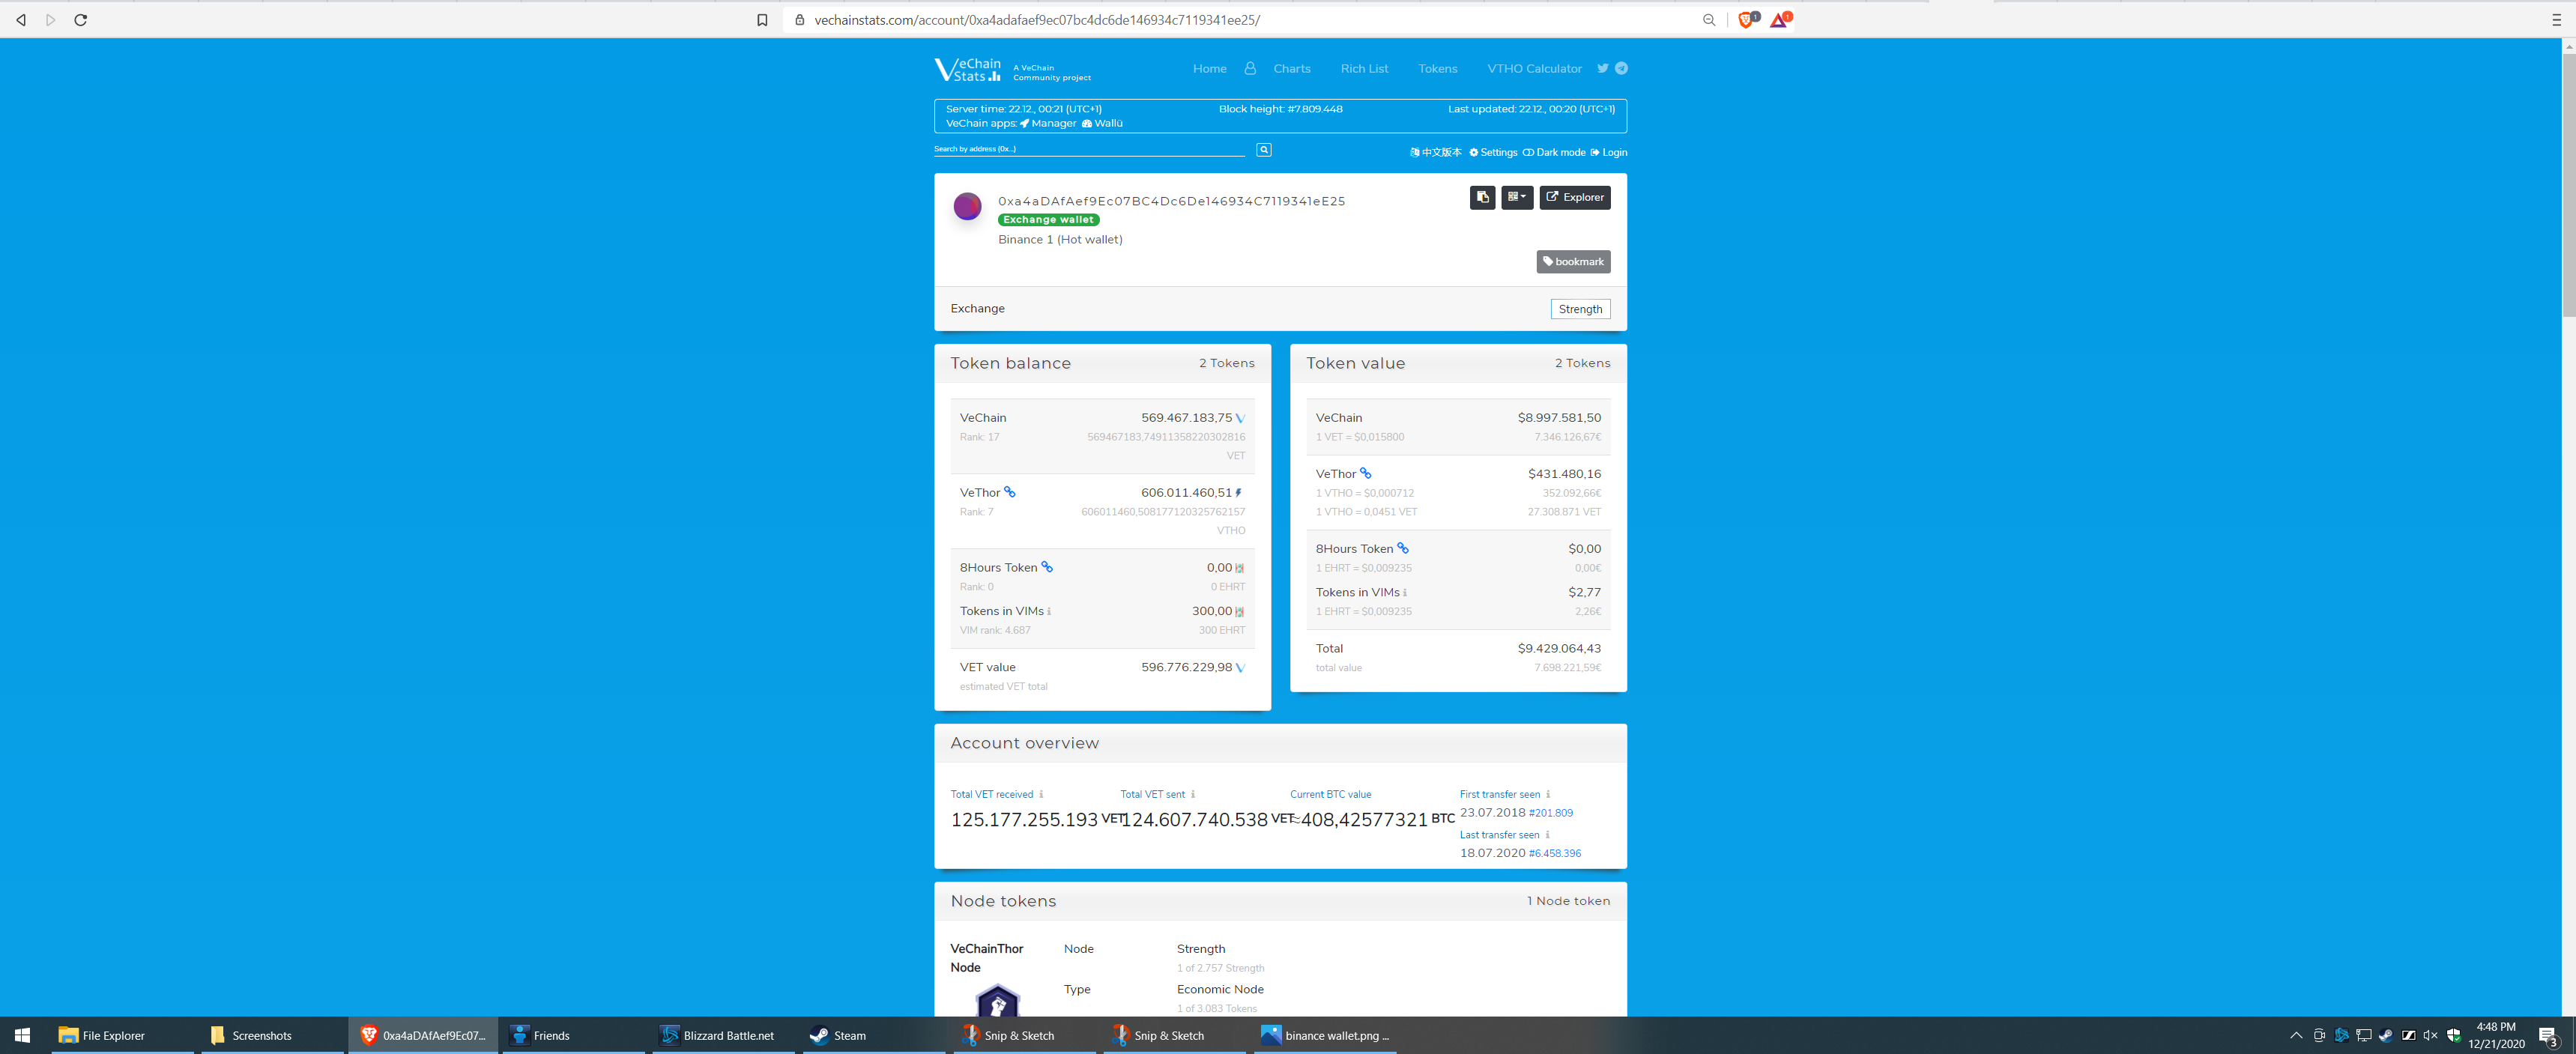 vechainstats.com/account/0xa4adafaef9ec07bc4dc6de146934c7119341ee25/
1
1
VeChain Stats
A VeChain
Community project
Home
Charts
Rich List
Tokens
VTHO Calculator
Server time: 22.12., 00:21 (UTC+1)
Block height: #7.809.448
Last updated: 22.12., 00:20 (UTC+1)
VeChain apps: Manager Wallü
Search by address (0x...)
中文版本 Settings Dark mode Login
0xa4aDAfAef9Ec07BC4Dc6De146934C7119341eE25
Explorer
Exchange wallet
Binance 1 (Hot wallet)
bookmark
Exchange
Strength
Token balance
2 Tokens
VeChain
569.467.183,75
Rank: 17
569467183,74911358220302816
VET
VeThor
606.011.460,51
Rank: 7
606011460,508177120325762157
VTHO
8Hours Token
0,00
Rank: 0
0 EHRT
Tokens in VIMs
300,00
VIM rank: 4.687
300 EHRT
VET value
596.776.229,98
estimated VET total
Token value
2 Tokens
VeChain
$8.997.581,50
1 VET = $0,015800
7.346.126,67€
VeThor
$431.480,16
1 VTHO = $0,000712
352.092,66€
1 VTHO = 0,0451 VET
27.308.871 VET
8Hours Token
$0,00
1 EHRT = $0,009235
0,00€
Tokens in VIMs
$2,77
1 EHRT = $0,009235
2,26€
Total
$9.429.064,43
total value
7.698.221,59€
Account overview
Total VET received
125.177.255.193 VET
Total VET sent
124.607.740.538 VET
Current BTC value
≈408,42577321 BTC
First transfer seen
23.07.2018 #201.809
Last transfer seen
18.07.2020 #6.458.396
Node tokens
1 Node token
VeChainThor
Node
Node
Strength
1 of 2.757 Strength
Type
Economic Node
1 of 3.083 Tokens
File Explorer
Screenshots
0xa4aDAfAef9Ec07...
Friends
Blizzard Battle.net
Steam
Snip & Sketch
Snip & Sketch
binance wallet.png ...
4:48 PM
12/21/2020
3